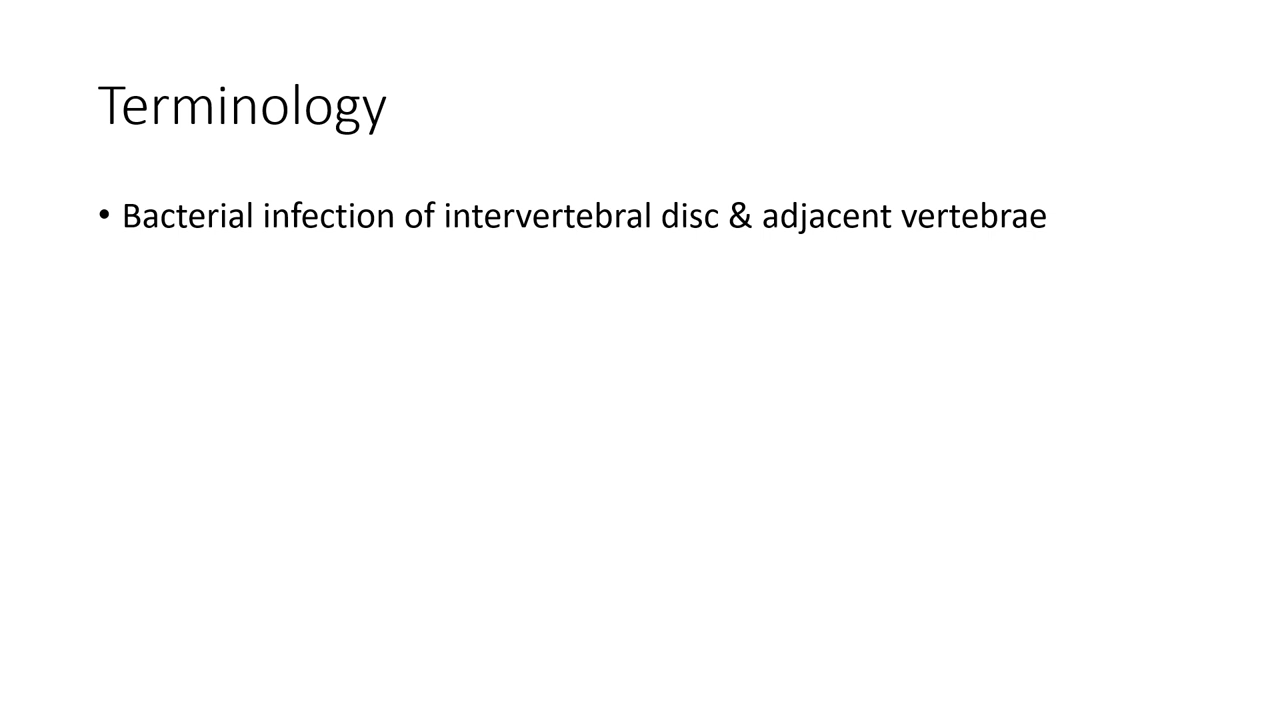 Terminology
• Bacterial infection of intervertebral disc & adjacent vertebrae